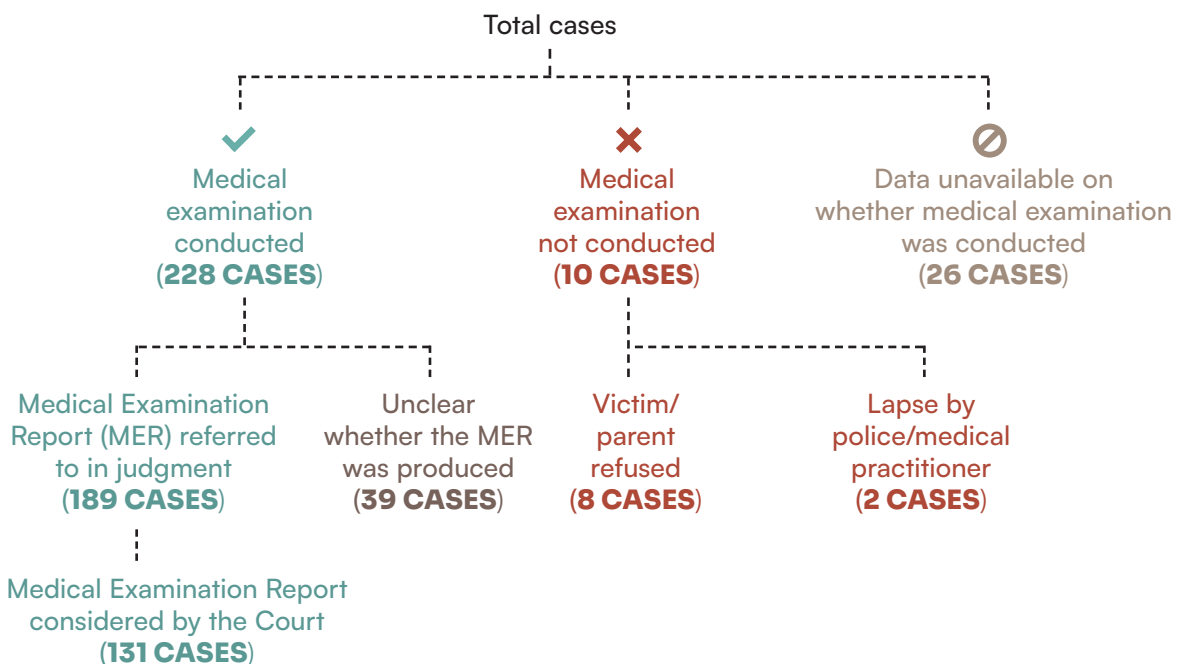 Total cases
Medical
examination
conducted
(228 CASES)
Medical
examination
not conducted
(10 CASES)
Data unavailable on
whether medical examination
was conducted
(26 CASES)
Medical Examination
Report (MER) referred
to in judgment
(189 CASES)
Unclear
whether the MER
was produced
(39 CASES)
Victim/
parent
refused
(8 CASES)
Lapse by
police/medical
practitioner
(2 CASES)
Medical Examination Report
considered by the Court
(131 CASES)